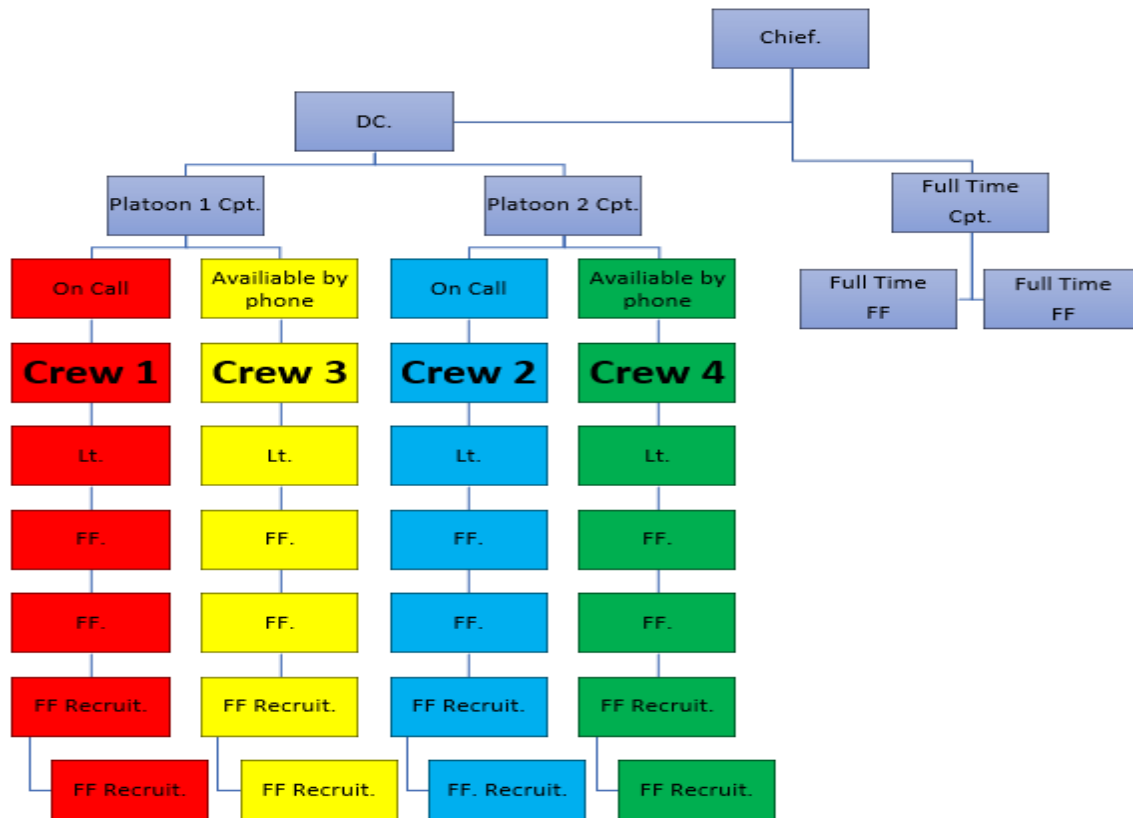 Chief.
DC.
Platoon 1 Cpt.
Platoon 2 Cpt.
Full Time
Cpt.
On Call
Availiable by
phone
On Call
Availiable by
phone
Full Time
FF
Full Time
FF
Crew 1
Crew 3
Crew 2
Crew 4
Lt.
Lt.
Lt.
Lt.
FF.
FF.
FF.
FF.
FF.
FF.
FF.
FF.
FF Recruit.
FF Recruit.
FF Recruit.
FF Recruit.
FF Recruit.
FF Recruit.
FF. Recruit.
FF Recruit.